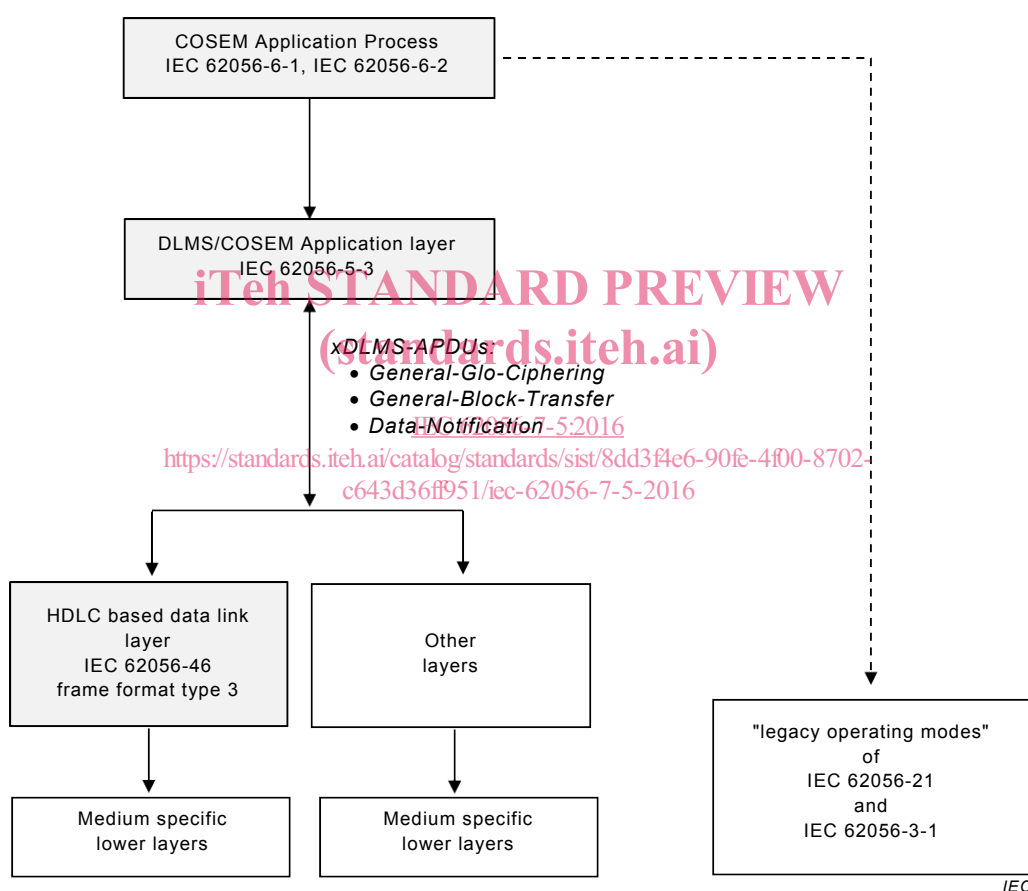 COSEM Application Process
IEC 62056-6-1, IEC 62056-6-2
DLMS/COSEM Application layer
IEC 62056-5-3
iTeh STANDARD PREVIEW
(standards.iteh.ai)
xDLMS-APDUs:
• General-Glo-Ciphering
• General-Block-Transfer
• Data-Notification
IEC 62056-7-5:2016
https://standards.iteh.ai/catalog/standards/sist/8dd3f4e6-90fe-4f00-8702-
c643d36ff951/iec-62056-7-5-2016
HDLC based data link
layer
IEC 62056-46
frame format type 3
Other
layers
"legacy operating modes"
of
IEC 62056-21
and
IEC 62056-3-1
Medium specific
lower layers
Medium specific
lower layers
IEC